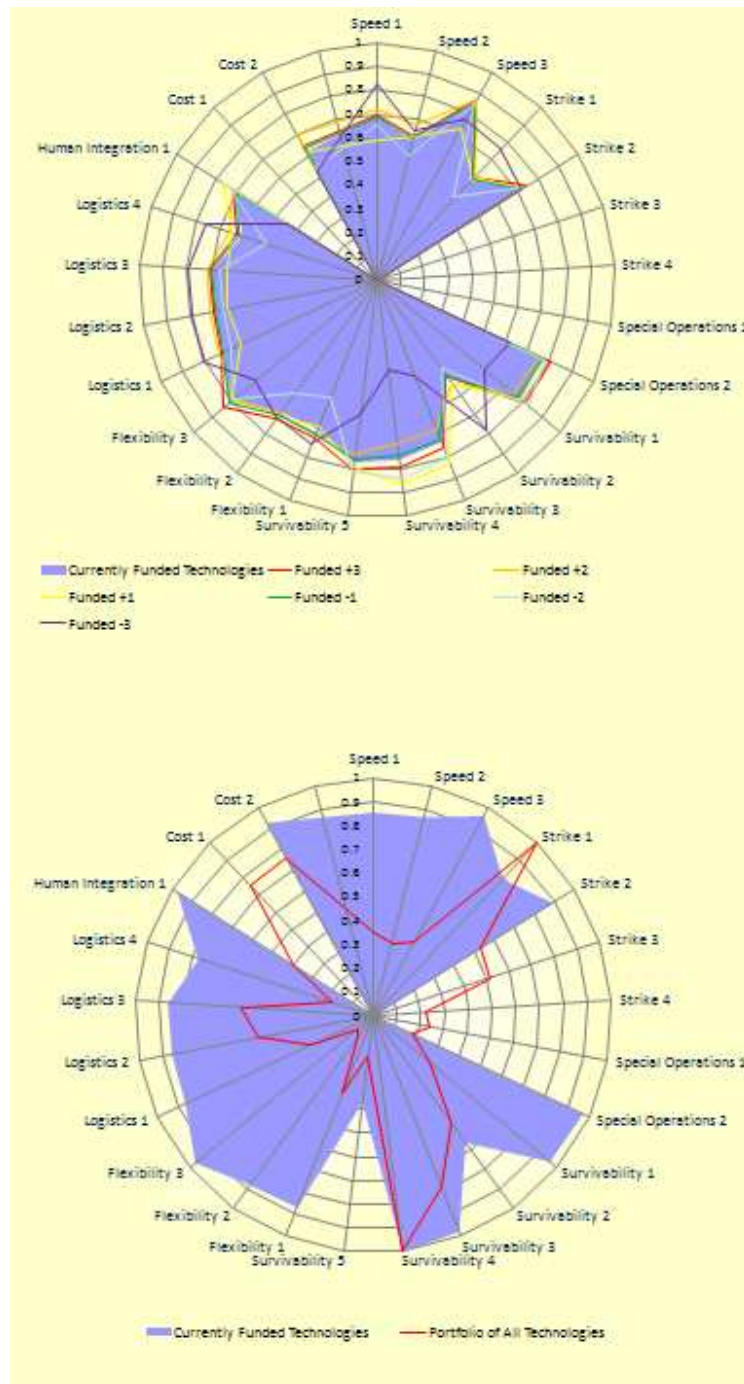 Speed 1
Speed 2
Speed 3
Strike 1
Strike 2
Strike 3
Strike 4
Special Operations 1
Special Operations 2
Survivability 1
Survivability 2
Survivability 3
Survivability 4
Survivability 5
Flexibility 1
Flexibility 2
Flexibility 3
Logistics 1
Logistics 2
Logistics 3
Logistics 4
Human Integration 1
Cost 1
Cost 2
1
0.9
0.8
0.5
0.4
0.3
0.2
0.1
0
Currently Funded Technologies
Funded +3
Funded +2
Funded +1
Funded -1
Funded -2
Funded -3
Speed 1
Speed 2
Speed 3
Strike 1
Strike 2
Strike 3
Strike 4
Special Operations 1
Special Operations 2
Survivability 1
Survivability 2
Survivability 3
Survivability 4
Survivability 5
Flexibility 1
Flexibility 2
Flexibility 3
Logistics 1
Logistics 2
Logistics 3
Logistics 4
Human Integration 1
Cost 1
Cost 2
1
0.9
0.8
0.7
0.6
0.5
0.4
0.3
0.2
0.1
0
Currently Funded Technologies
Portfolio of All Technologies